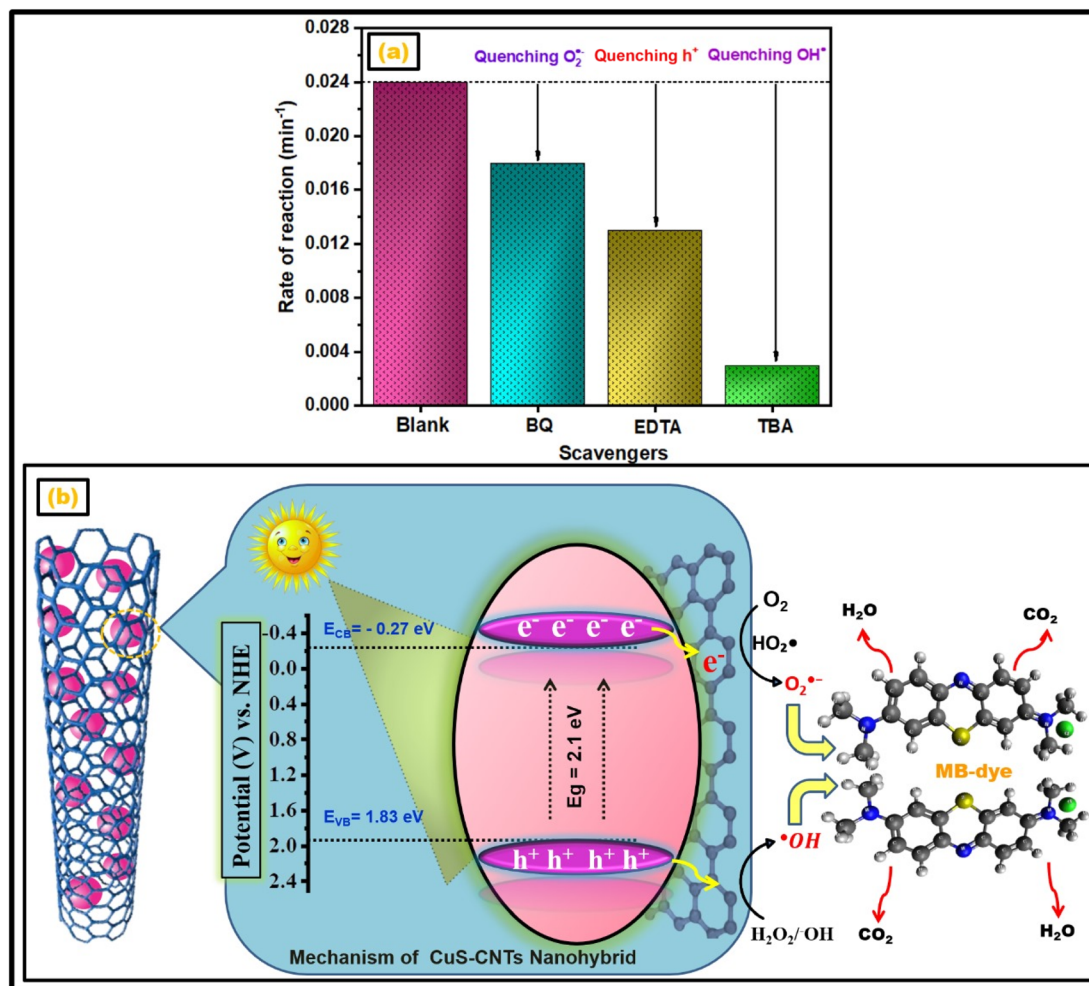 (a)
Quenching O₂•⁻ Quenching h⁺ Quenching OH•
0.028
0.024
0.020
0.016
0.012
0.008
0.004
0.000
Rate of reaction (min⁻¹)
Blank BQ EDTA TBA
Scavengers
(b)
Potential (V) vs. NHE
-0.4
0.0
0.4
0.8
1.2
1.6
2.0
2.4
E_CB = - 0.27 eV
E_VB = 1.83 eV
e⁻ e⁻ e⁻ e⁻
e⁻
Eg = 2.1 eV
h⁺ h⁺ h⁺ h⁺
Mechanism of CuS-CNTs Nanohybrid
O₂
HO₂•
O₂•⁻
•OH
H₂O₂/⁻OH
H₂O
CO₂
MB-dye
CO₂
H₂O